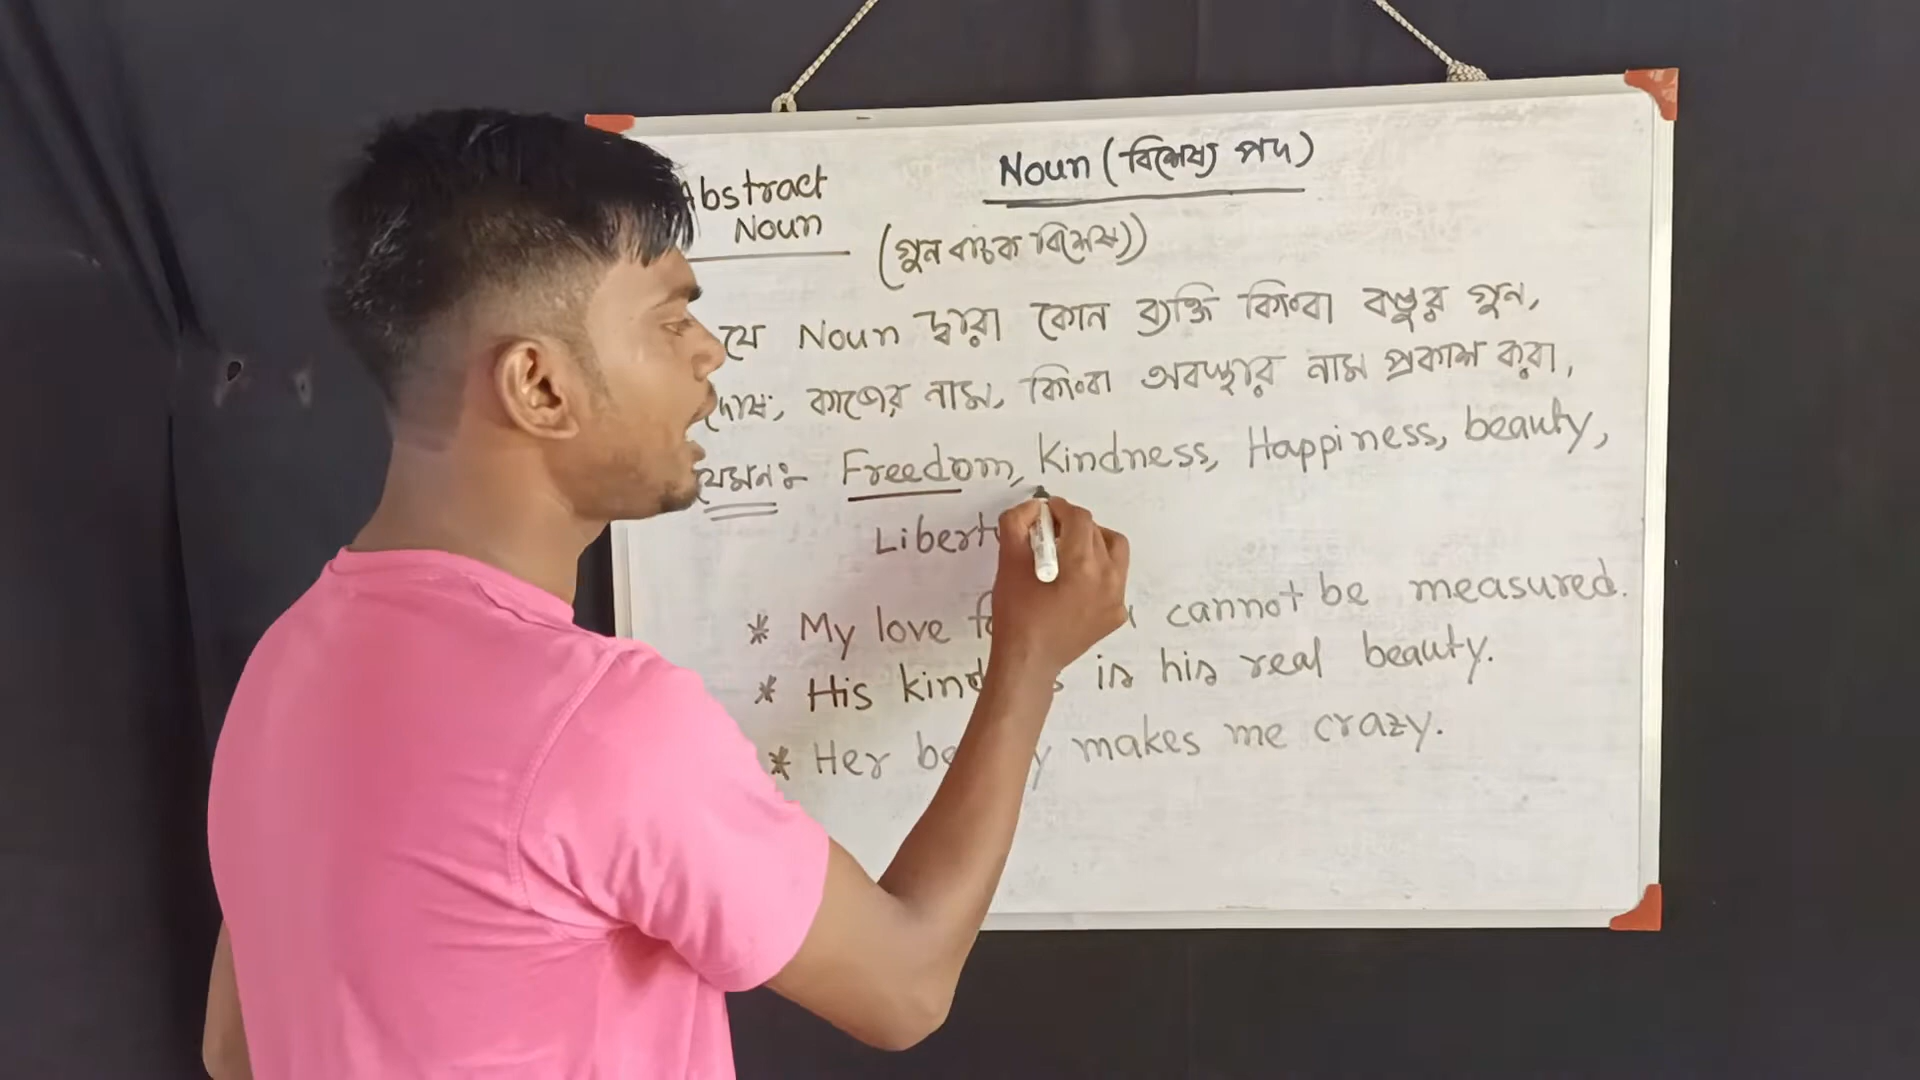 Noun (বিশেষ্য পদ)
Abstract
Noun
(গুন বাচক বিশেষ্য)
যে Noun দ্বারা কোন ব্যক্তি কিংবা বস্তুর গুন,
দোষ, কাজের নাম, কিংবা অবস্থার নাম প্রকাশ করা,
যেমনঃ Freedom, Kindness, Happiness, beauty,
Libert
* My love cannot be measured.
* His kind is his real beauty.
* Her be y makes me crazy.